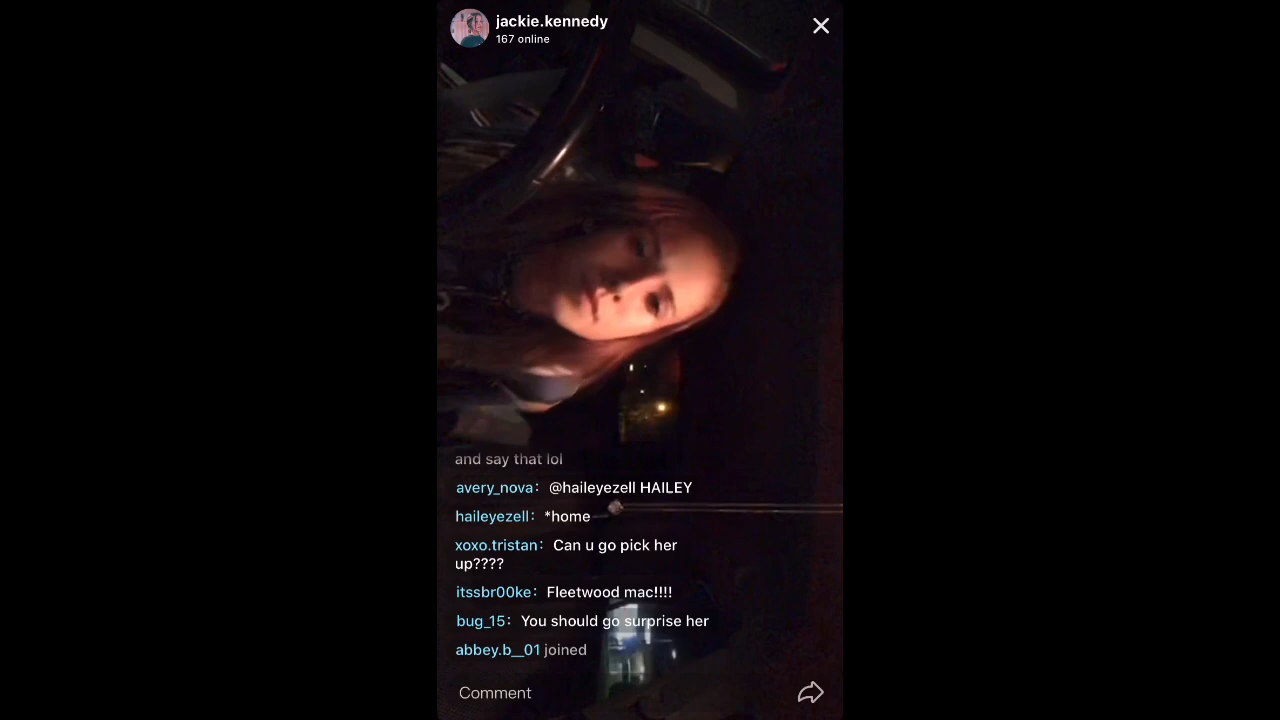 jackie.kennedy
167 online
and say that lol
avery_nova: @haileyezell HAILEY
haileyezell: *home
xoxo.tristan: Can u go pick her
up????
itssbr00ke: Fleetwood mac!!!!
bug_15: You should go surprise her
abbey.b__01 joined
Comment